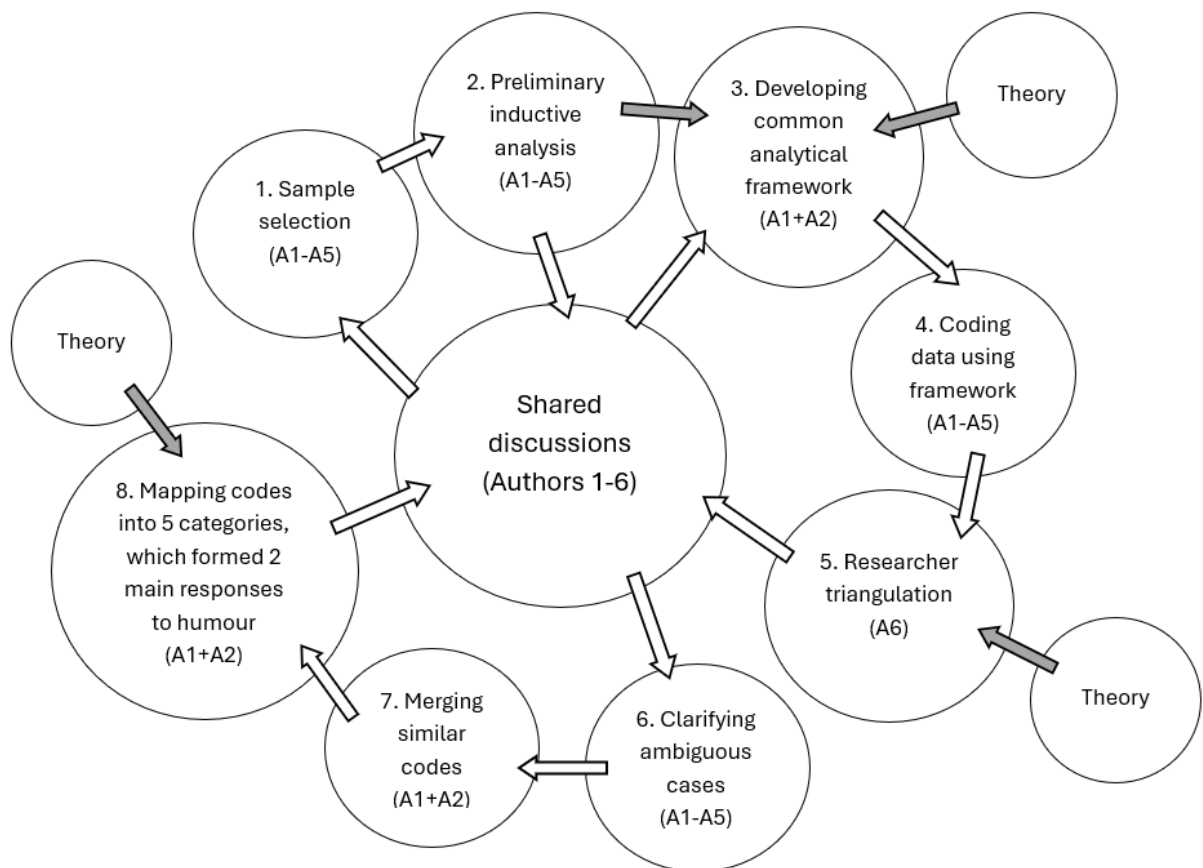 2. Preliminary
inductive
analysis
(A1-A5)
3. Developing
common
analytical
framework
(A1+A2)
Theory
1. Sample
selection
(A1-A5)
Theory
4. Coding
data using
framework
(A1-A5)
Shared
discussions
(Authors 1-6)
8. Mapping codes
into 5 categories,
which formed 2
main responses
to humour
(A1+A2)
5. Researcher
triangulation
(A6)
Theory
7. Merging
similar
codes
(A1+A2)
6. Clarifying
ambiguous
cases
(A1-A5)